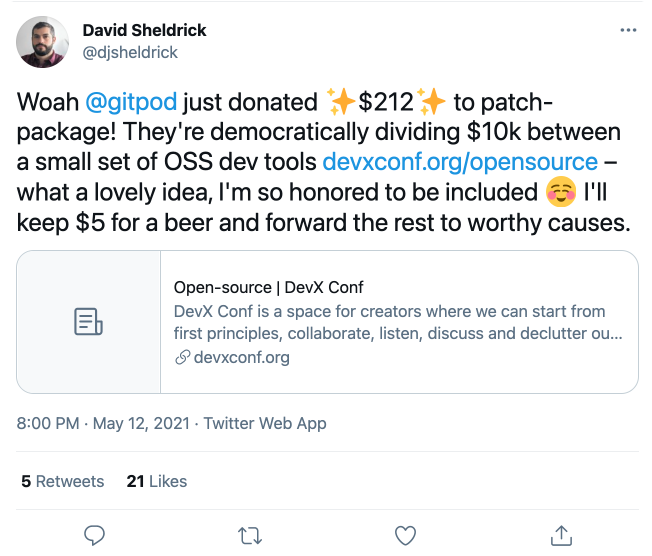 David Sheldrick
@djsheldrick
Woah @gitpod just donated ✨$212✨ to patch-
package! They're democratically dividing $10k between
a small set of OSS dev tools devxconf.org/opensource –
what a lovely idea, I'm so honored to be included ☺️ I'll
keep $5 for a beer and forward the rest to worthy causes.
Open-source | DevX Conf
DevX Conf is a space for creators where we can start from
first principles, collaborate, listen, discuss and declutter ou...
devxconf.org
8:00 PM · May 12, 2021 · Twitter Web App
5 Retweets 21 Likes